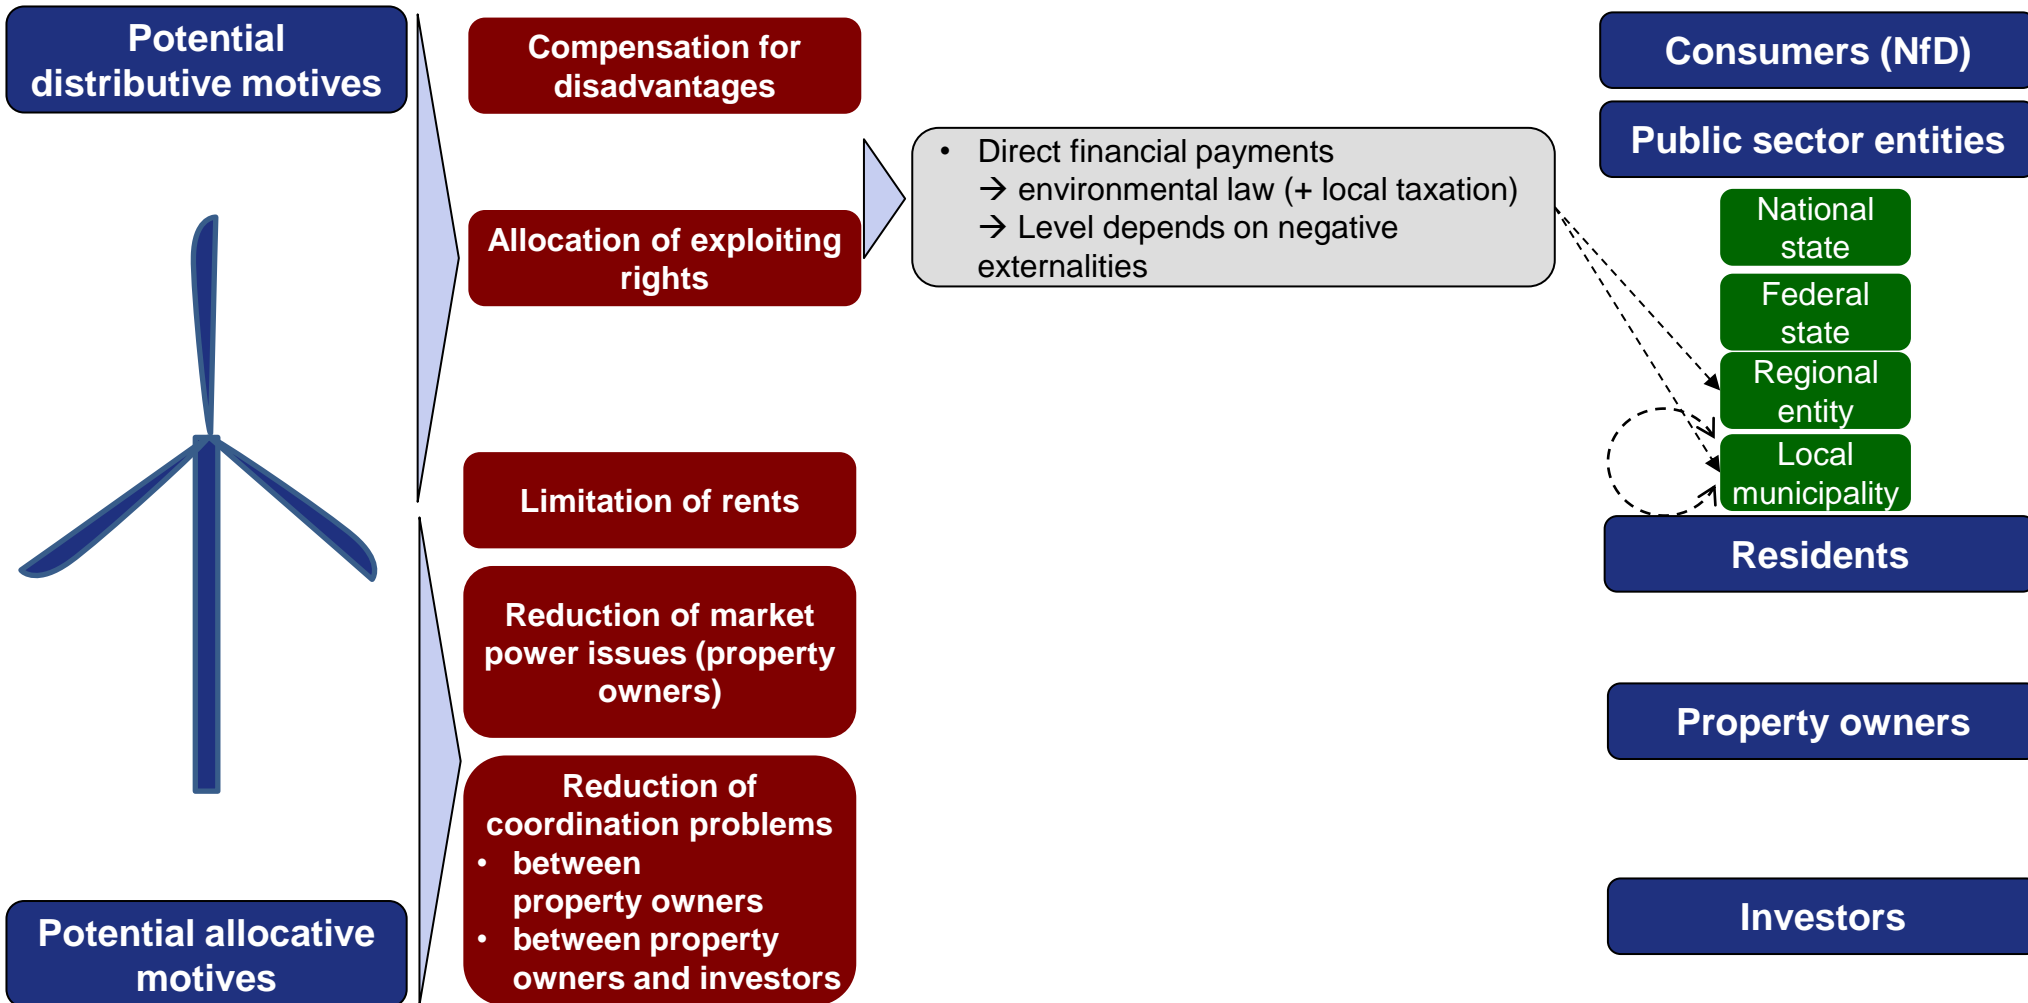 Potential
distributive motives
Compensation for
disadvantages
Allocation of exploiting
rights
Limitation of rents
Reduction of market
power issues (property
owners)
Reduction of
coordination problems
• between
property owners
• between property
owners and investors
Potential allocative
motives
• Direct financial payments
→ environmental law (+ local taxation)
→ Level depends on negative
externalities
Consumers (NfD)
Public sector entities
National
state
Federal
state
Regional
entity
Local
municipality
Residents
Property owners
Investors